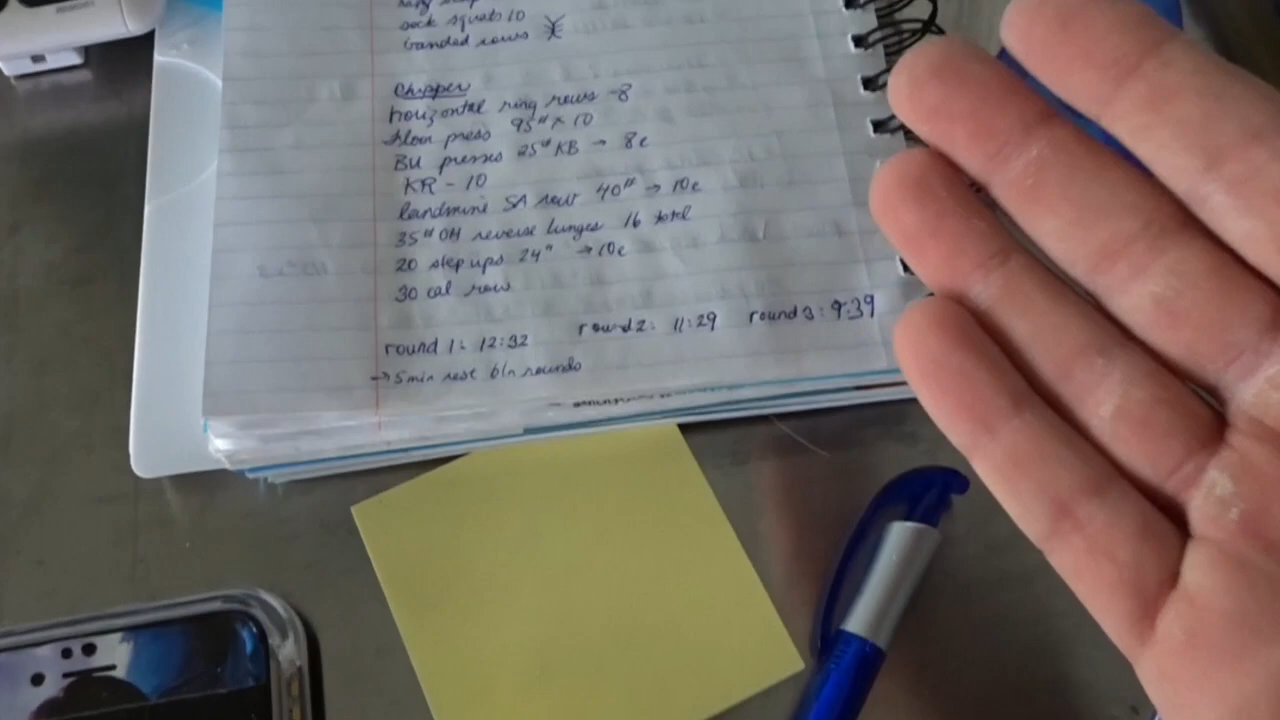 sock squats 10
banded rows
Chipper
horizontal ring rows - 8
floor press 95# x 10
BU presses 25# KB → 8e
KR - 10
landmine SA row 40# → 10e
35# OH reverse lunges 16 total
20 step ups 24" → 10e
30 cal row
round 1: 12:32 round 2: 11:29 round 3: 9:39
→ 5min rest b/n rounds